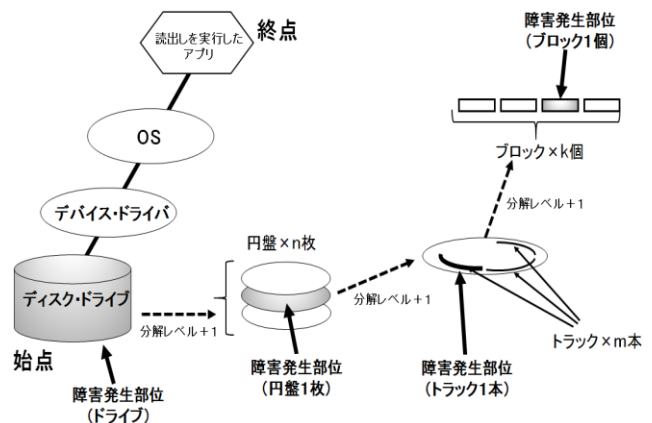 読出しを実行した
アプリ
終点
OS
デバイス・ドライバ
ディスク・ドライブ
始点
障害発生部位
(ドライブ)
分解レベル+1
円盤×n枚
障害発生部位
(円盤1枚)
分解レベル+1
障害発生部位
(トラック1本)
トラック×m本
分解レベル+1
ブロック×k個
障害発生部位
(ブロック1個)